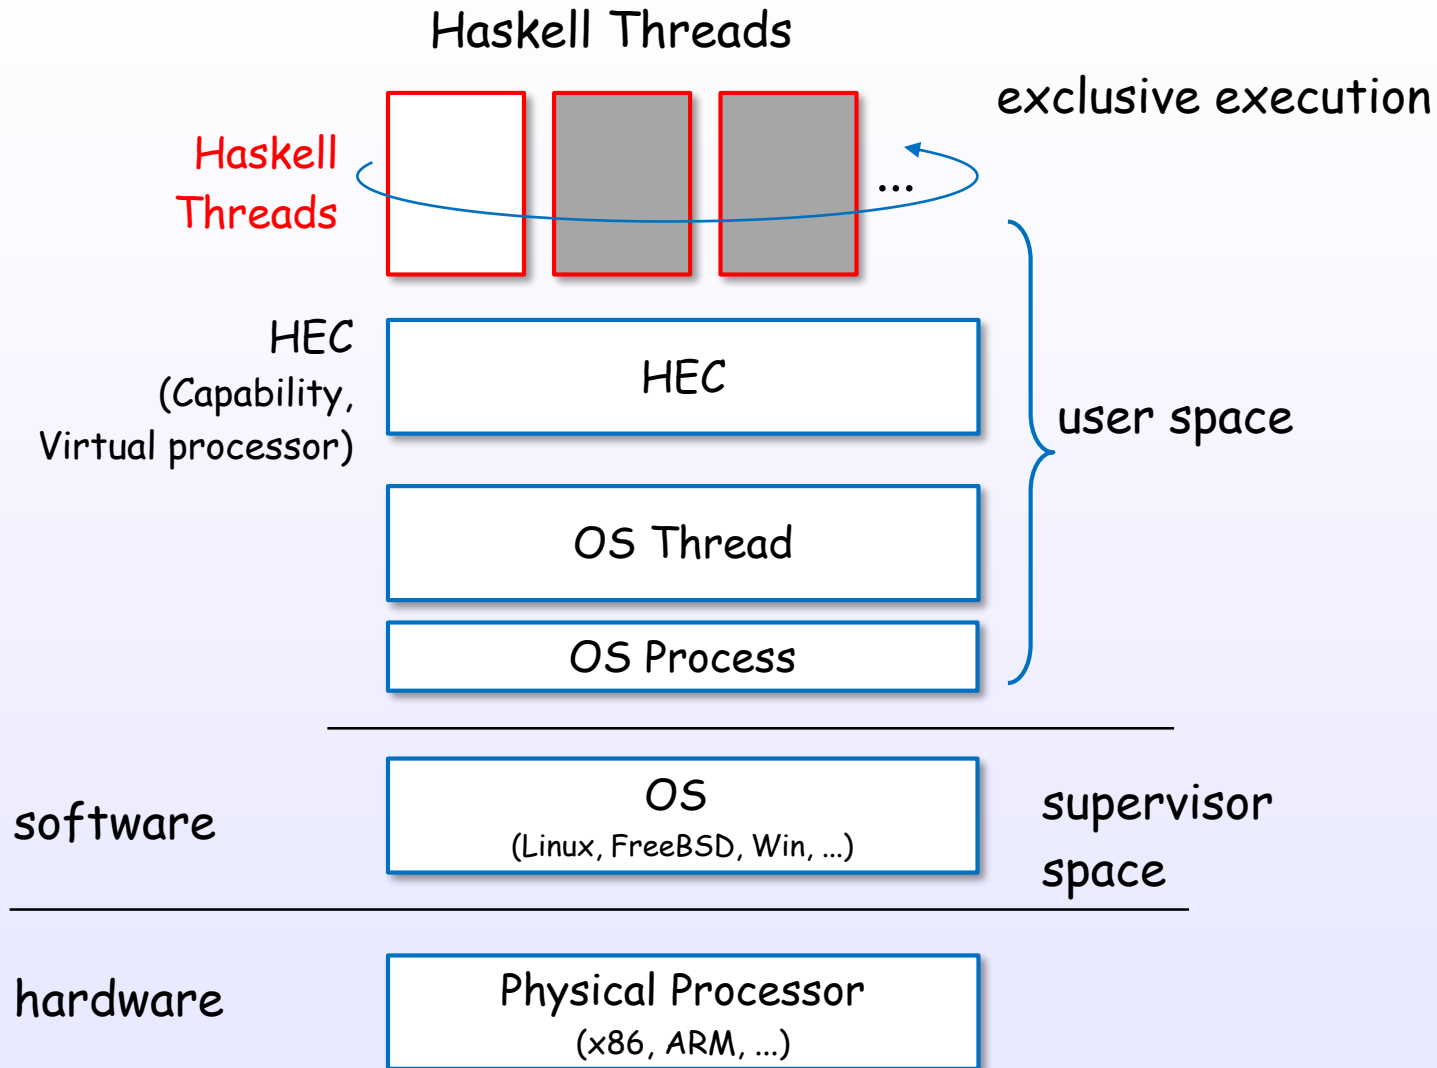 Haskell Threads
exclusive execution
Haskell
Threads
...
HEC
(Capability,
Virtual processor)
HEC
user space
OS Thread
OS Process
software
OS
(Linux, FreeBSD, Win, ...)
supervisor
space
hardware
Physical Processor
(x86, ARM, ...)